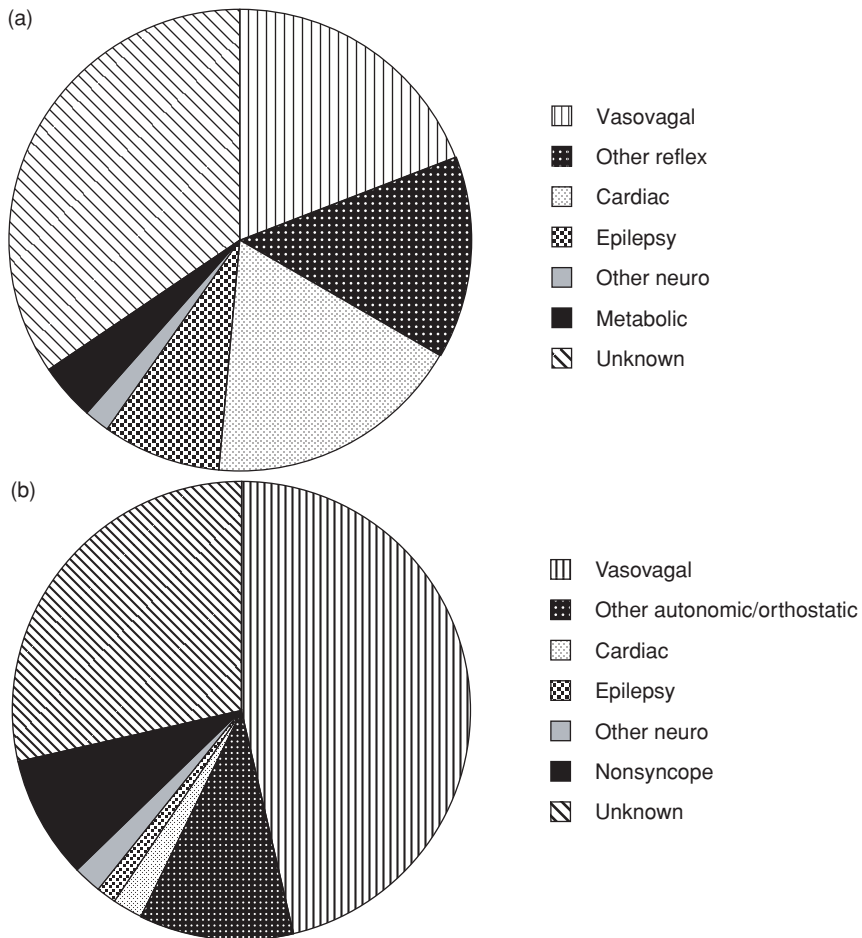 (a)
Vasovagal
Other reflex
Cardiac
Epilepsy
Other neuro
Metabolic
Unknown
(b)
Vasovagal
Other autonomic/orthostatic
Cardiac
Epilepsy
Other neuro
Nonsyncope
Unknown